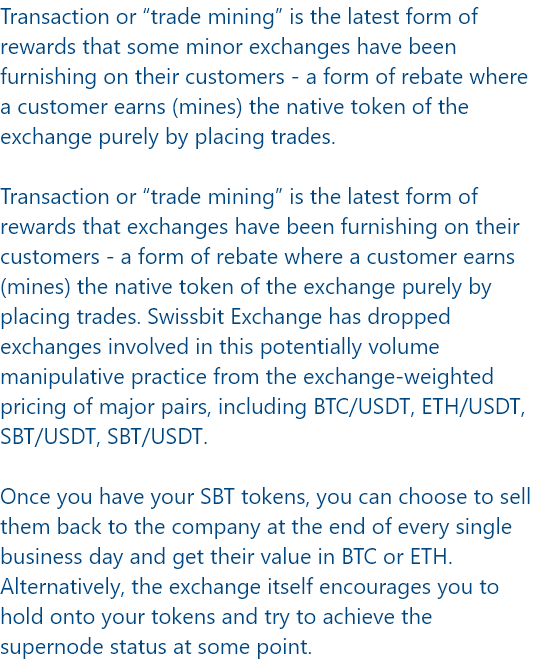 Transaction or “trade mining” is the latest form of
rewards that some minor exchanges have been
furnishing on their customers - a form of rebate where
a customer earns (mines) the native token of the
exchange purely by placing trades.

Transaction or “trade mining” is the latest form of
rewards that exchanges have been furnishing on their
customers - a form of rebate where a customer earns
(mines) the native token of the exchange purely by
placing trades. Swissbit Exchange has dropped
exchanges involved in this potentially volume
manipulative practice from the exchange-weighted
pricing of major pairs, including BTC/USDT, ETH/USDT,
SBT/USDT, SBT/USDT.

Once you have your SBT tokens, you can choose to sell
them back to the company at the end of every single
business day and get their value in BTC or ETH.
Alternatively, the exchange itself encourages you to
hold onto your tokens and try to achieve the
supernode status at some point.